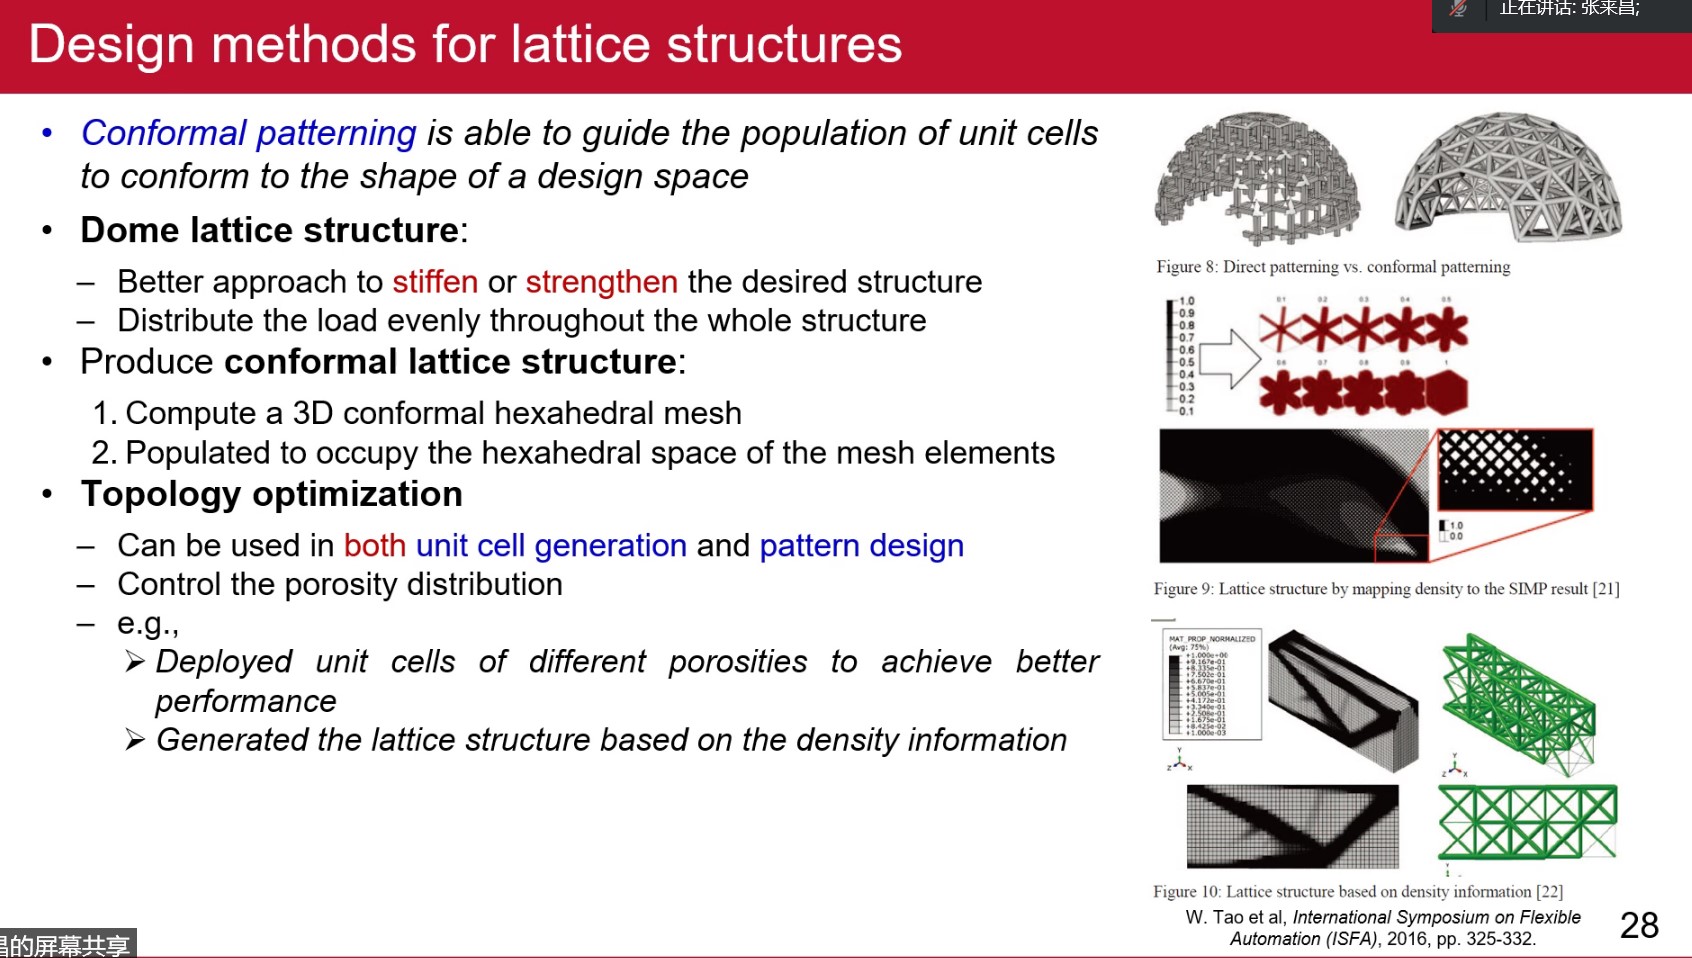 Design methods for lattice structures
正在讲话: 张来昌;
• Conformal patterning is able to guide the population of unit cells
to conform to the shape of a design space
• Dome lattice structure:
– Better approach to stiffen or strengthen the desired structure
– Distribute the load evenly throughout the whole structure
• Produce conformal lattice structure:
1. Compute a 3D conformal hexahedral mesh
2. Populated to occupy the hexahedral space of the mesh elements
• Topology optimization
– Can be used in both unit cell generation and pattern design
– Control the porosity distribution
– e.g.,
➢ Deployed unit cells of different porosities to achieve better
performance
➢ Generated the lattice structure based on the density information
Figure 8: Direct patterning vs. conformal patterning
1.0
0.9
0.8
0.7
0.6
0.5
0.4
0.3
0.2
0.1
0.1 0.2 0.3 0.4 0.5
0.6 0.7 0.8 0.9 1
1.0
0.0
Figure 9: Lattice structure by mapping density to the SIMP result [21]
MAT_PROP_NORMALIZED
(Avg: 75%)
+1.000e+00
+9.167e-01
+8.335e-01
+7.502e-01
+6.670e-01
+5.837e-01
+5.005e-01
+4.172e-01
+3.340e-01
+2.508e-01
+1.675e-01
+8.425e-02
+1.000e-03
Y
Z X
Y
Z X
Y
Figure 10: Lattice structure based on density information [22]
W. Tao et al, International Symposium on Flexible
Automation (ISFA), 2016, pp. 325-332.
28
昌的屏幕共享